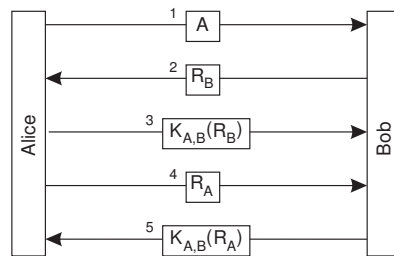 Alice
1 A
2 R_B
3 K_A,B(R_B)
4 R_A
5 K_A,B(R_A)
Bob